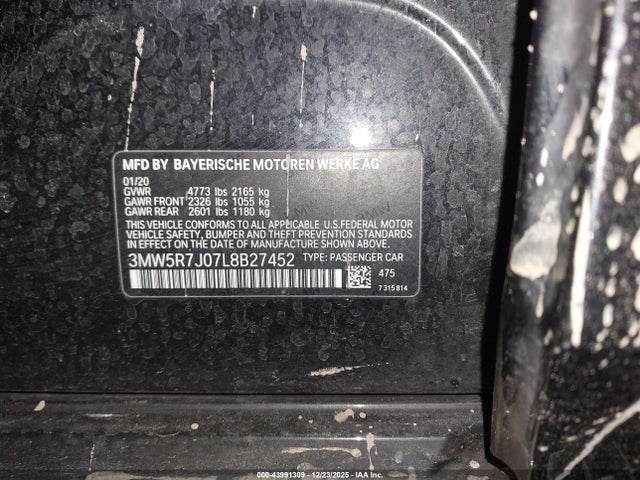 MFD BY BAYERISCHE MOTOREN WERKE AG
01/20
GVWR 4773 lbs 2165 kg
GAWR FRONT 2326 lbs 1055 kg
GAWR REAR 2601 lbs 1180 kg
THIS VEHICLE CONFORMS TO ALL APPLICABLE U.S.FEDERAL MOTOR
VEHICLE SAFETY, BUMPER, AND THEFT PREVENTION STANDARDS IN
EFFECT ON THE DATE OF MANUFACTURE SHOWN ABOVE.
3MW5R7J07L8B27452 TYPE: PASSENGER CAR
475
7 315 814
000-43991309 - 12/23/2025 - IAA Inc.